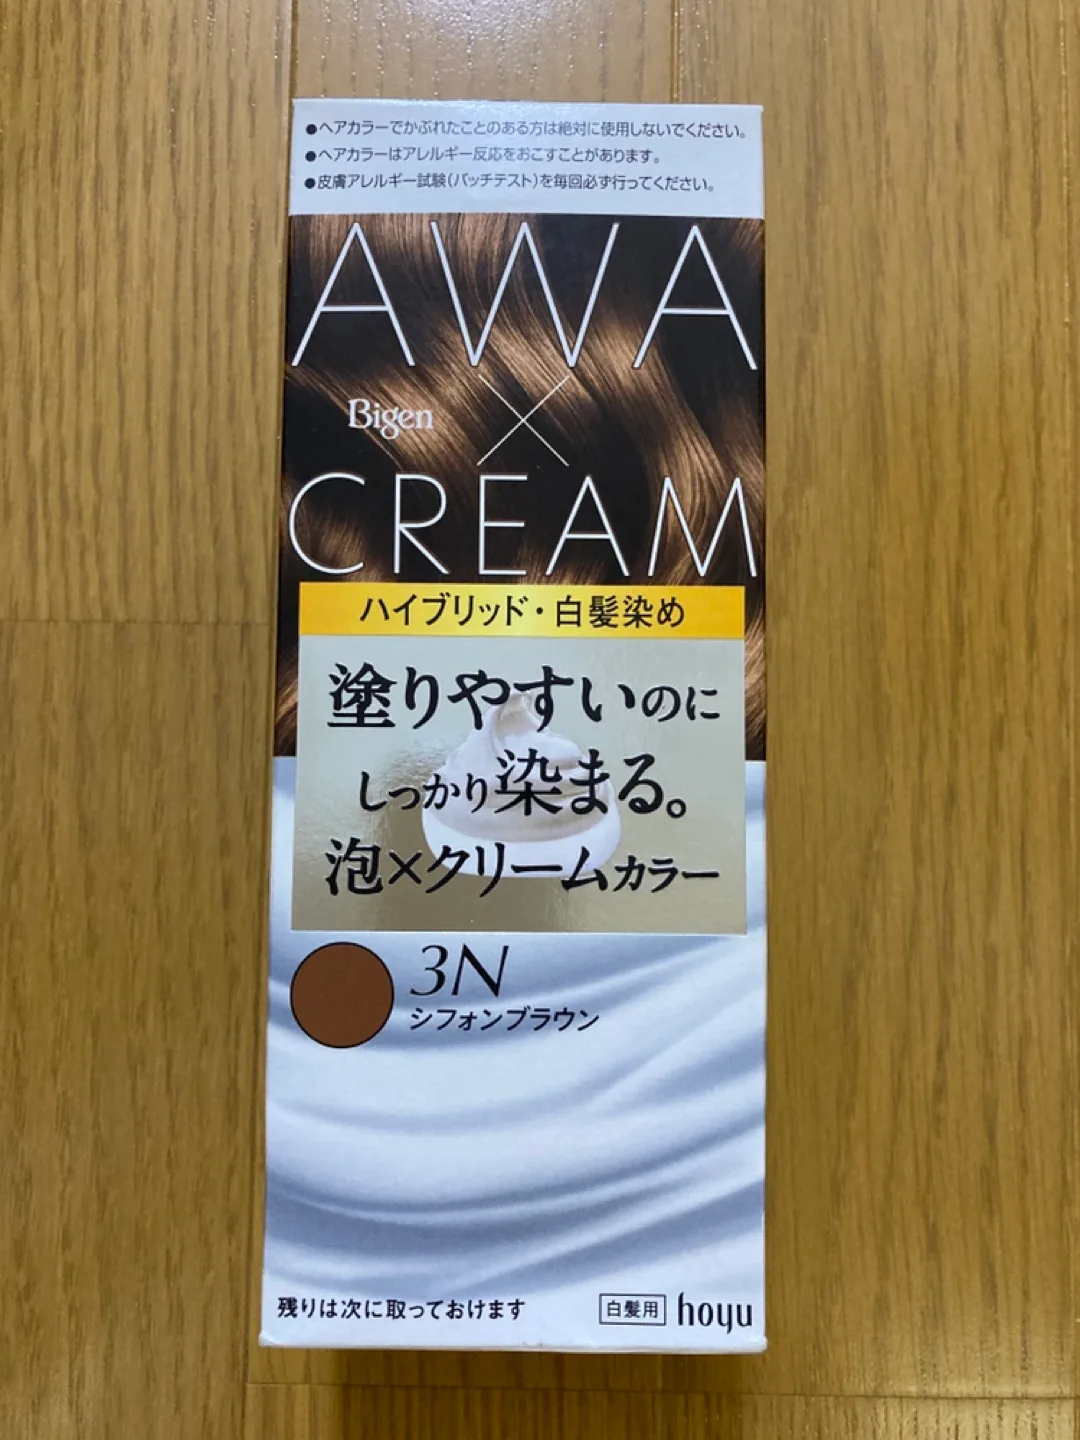 ●ヘアカラーでかぶれたことのある方は絶対に使用しないでください。
●ヘアカラーはアレルギー反応をおこすことがあります。
●皮膚アレルギー試験(パッチテスト)を毎回必ず行ってください。
AWA
Bigen ×
CREAM
ハイブリッド・白髪染め
塗りやすいのに
しっかり染まる。
泡×クリームカラー
3N
シフォンブラウン
残りは次に取っておけます
白髪用 hoyu